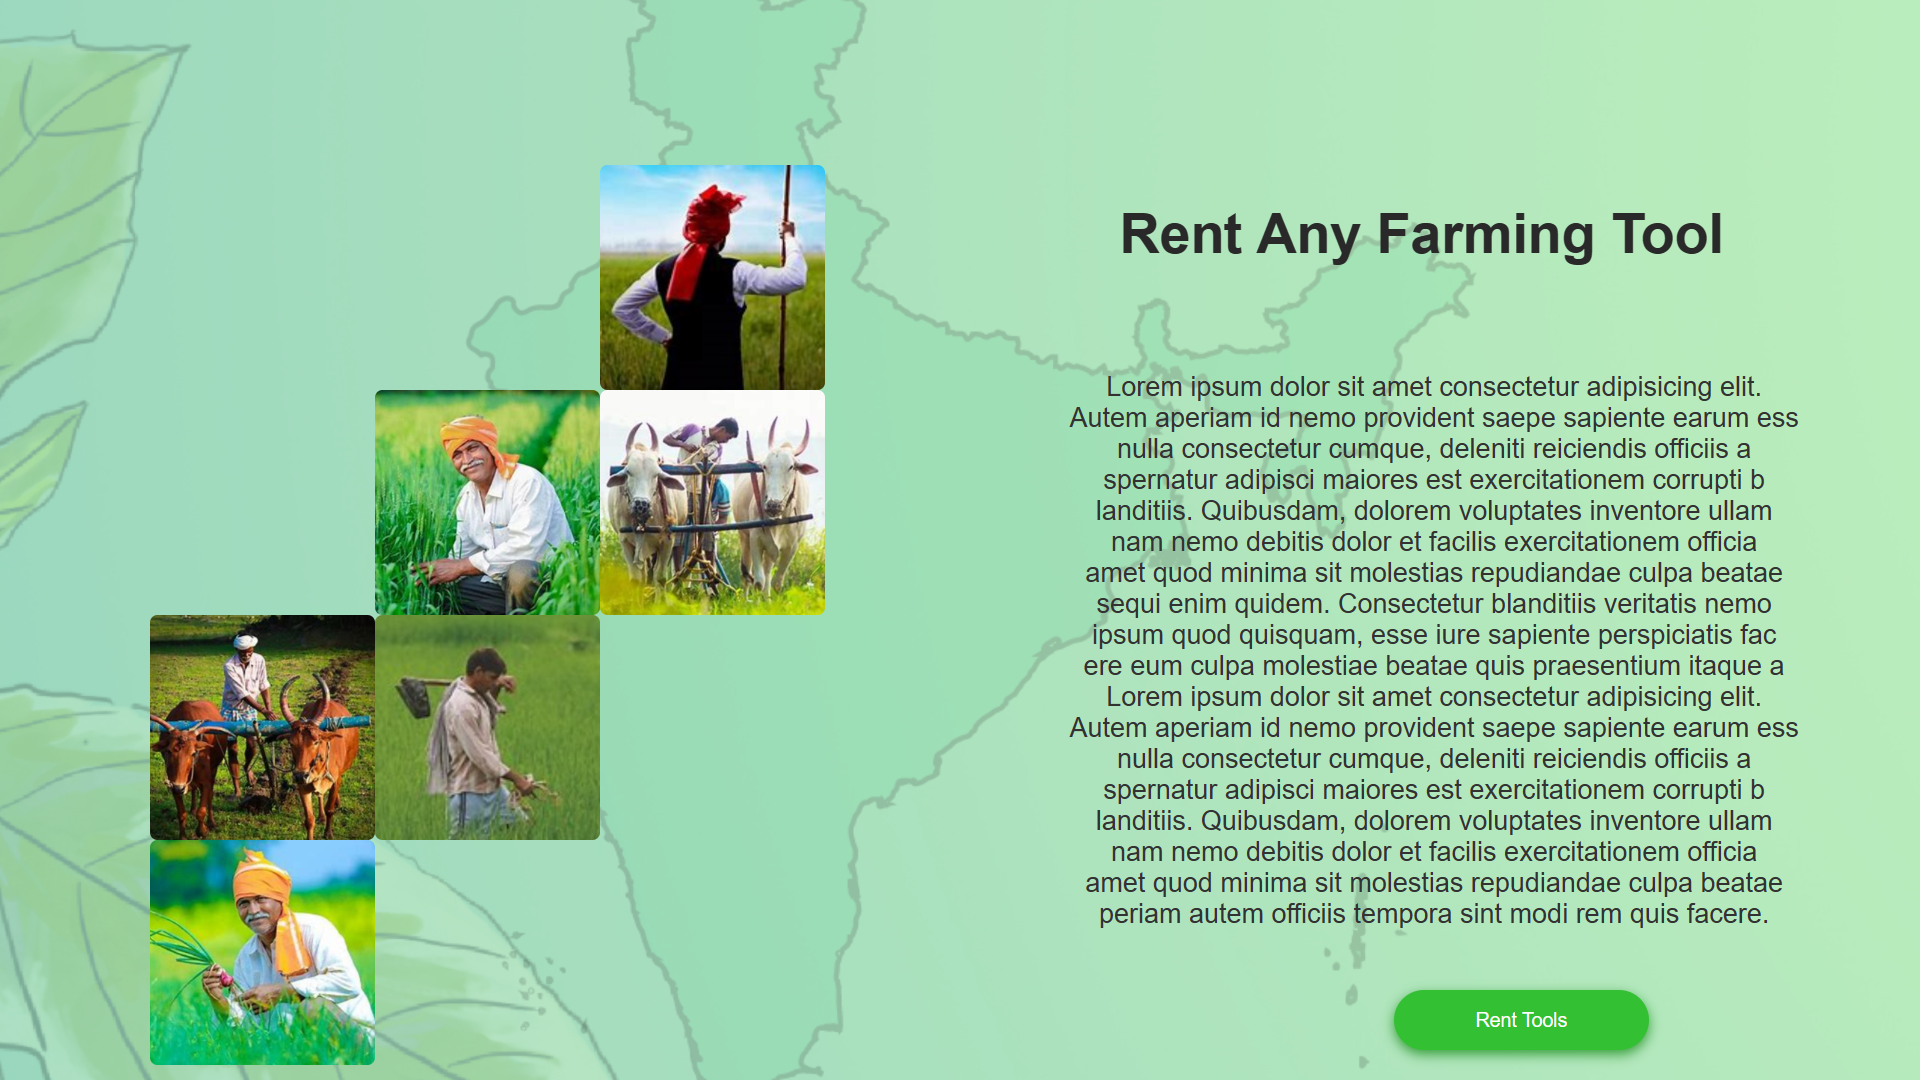 Rent Any Farming Tool
Lorem ipsum dolor sit amet consectetur adipisicing elit.
Autem aperiam id nemo provident saepe sapiente earum ess
nulla consectetur cumque, deleniti reiciendis officiis a
spernatur adipisci maiores est exercitationem corrupti b
landitiis. Quibusdam, dolorem voluptates inventore ullam
nam nemo debitis dolor et facilis exercitationem officia
amet quod minima sit molestias repudiandae culpa beatae
sequi enim quidem. Consectetur blanditiis veritatis nemo
ipsum quod quisquam, esse iure sapiente perspiciatis fac
ere eum culpa molestiae beatae quis praesentium itaque a
Lorem ipsum dolor sit amet consectetur adipisicing elit.
Autem aperiam id nemo provident saepe sapiente earum ess
nulla consectetur cumque, deleniti reiciendis officiis a
spernatur adipisci maiores est exercitationem corrupti b
landitiis. Quibusdam, dolorem voluptates inventore ullam
nam nemo debitis dolor et facilis exercitationem officia
amet quod minima sit molestias repudiandae culpa beatae
periam autem officiis tempora sint modi rem quis facere.
Rent Tools